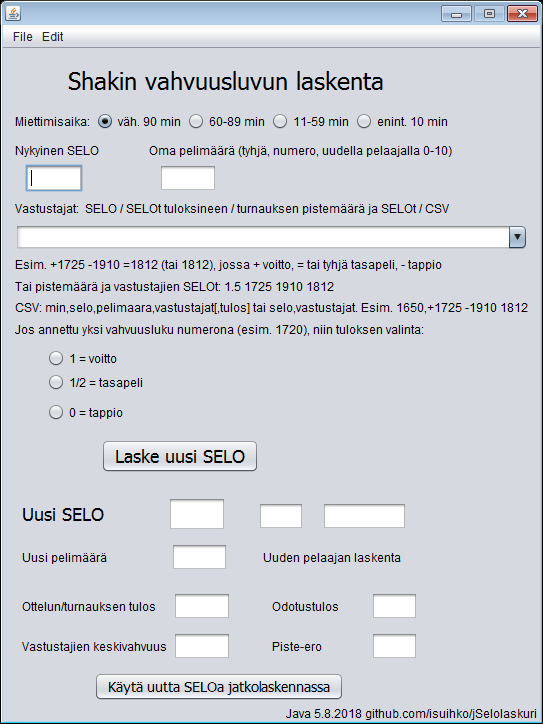 File Edit
Shakin vahvuusluvun laskenta
Miettimisaika: väh. 90 min 60-89 min 11-59 min enint. 10 min
Nykyinen SELO Oma pelimäärä (tyhjä, numero, uudella pelaajalla 0-10)
Vastustajat: SELO / SELOt tuloksineen / turnauksen pistemäärä ja SELOt / CSV
Esim. +1725 -1910 =1812 (tai 1812), jossa + voitto, = tai tyhjä tasapeli, - tappio
Tai pistemäärä ja vastustajien SELOt: 1.5 1725 1910 1812
CSV: min,selo,pelimaara,vastustajat[,tulos] tai selo,vastustajat. Esim. 1650,+1725 -1910 1812
Jos annettu yksi vahvuusluku numerona (esim. 1720), niin tuloksen valinta:
1 = voitto
1/2 = tasapeli
0 = tappio
Laske uusi SELO
Uusi SELO
Uusi pelimäärä Uuden pelaajan laskenta
Ottelun/turnauksen tulos Odotustulos
Vastustajien keskivahvuus Piste-ero
Käytä uutta SELOa jatkolaskennassa
Java 5.8.2018 github.com/isuihko/jSelolaskuri